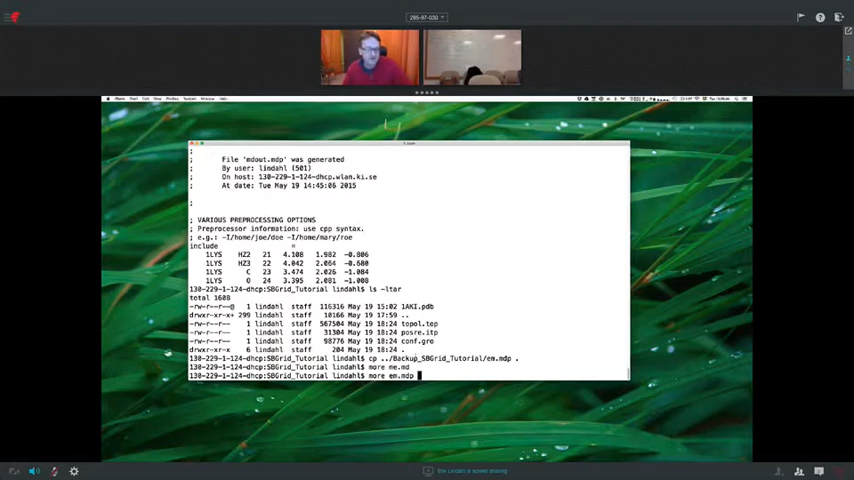 285-97-030
;
; File 'mdout.mdp' was generated
; By user: lindahl (501)
; On host: 130-229-1-124-dhcp.wlan.ki.se
; At date: Tue May 19 14:45:06 2015
;
; VARIOUS PREPROCESSING OPTIONS
; Preprocessor information: use cpp syntax.
; e.g.: -I/home/joe/doe -I/home/mary/roe
include =
1LYS HZ2 21 4.108 1.982 -0.806
1LYS HZ3 22 4.042 2.064 -0.680
1LYS C 23 3.474 2.026 -1.084
1LYS O 24 3.395 2.081 -1.008
130-229-1-124-dhcp:SBGrid_Tutorial lindahl$ ls -ltar
total 1608
-rw-r--r--@ 1 lindahl staff 116316 May 19 15:02 1AKI.pdb
drwxr-xr-x+ 299 lindahl staff 10166 May 19 17:59 ..
-rw-r--r-- 1 lindahl staff 567504 May 19 18:24 topol.top
-rw-r--r-- 1 lindahl staff 31304 May 19 18:24 posre.itp
-rw-r--r-- 1 lindahl staff 98776 May 19 18:24 conf.gro
drwxr-xr-x 6 lindahl staff 204 May 19 18:24 .
130-229-1-124-dhcp:SBGrid_Tutorial lindahl$ cp ../Backup_SBGrid_Tutorial/em.mdp .
130-229-1-124-dhcp:SBGrid_Tutorial lindahl$ more me.md
130-229-1-124-dhcp:SBGrid_Tutorial lindahl$ more em.mdp
Erik Lindahl's screen sharing